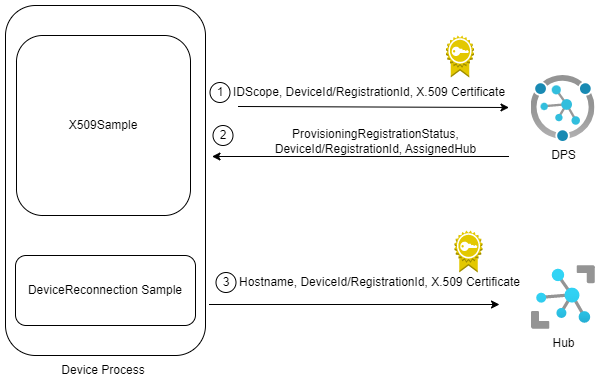 1 IDScope, DeviceId/RegistrationId, X.509 Certificate
X509Sample
2 ProvisioningRegistrationStatus,
DeviceId/RegistrationId, AssignedHub
DPS
3 Hostname, DeviceId/RegistrationId, X.509 Certificate
DeviceReconnection Sample
Hub
Device Process